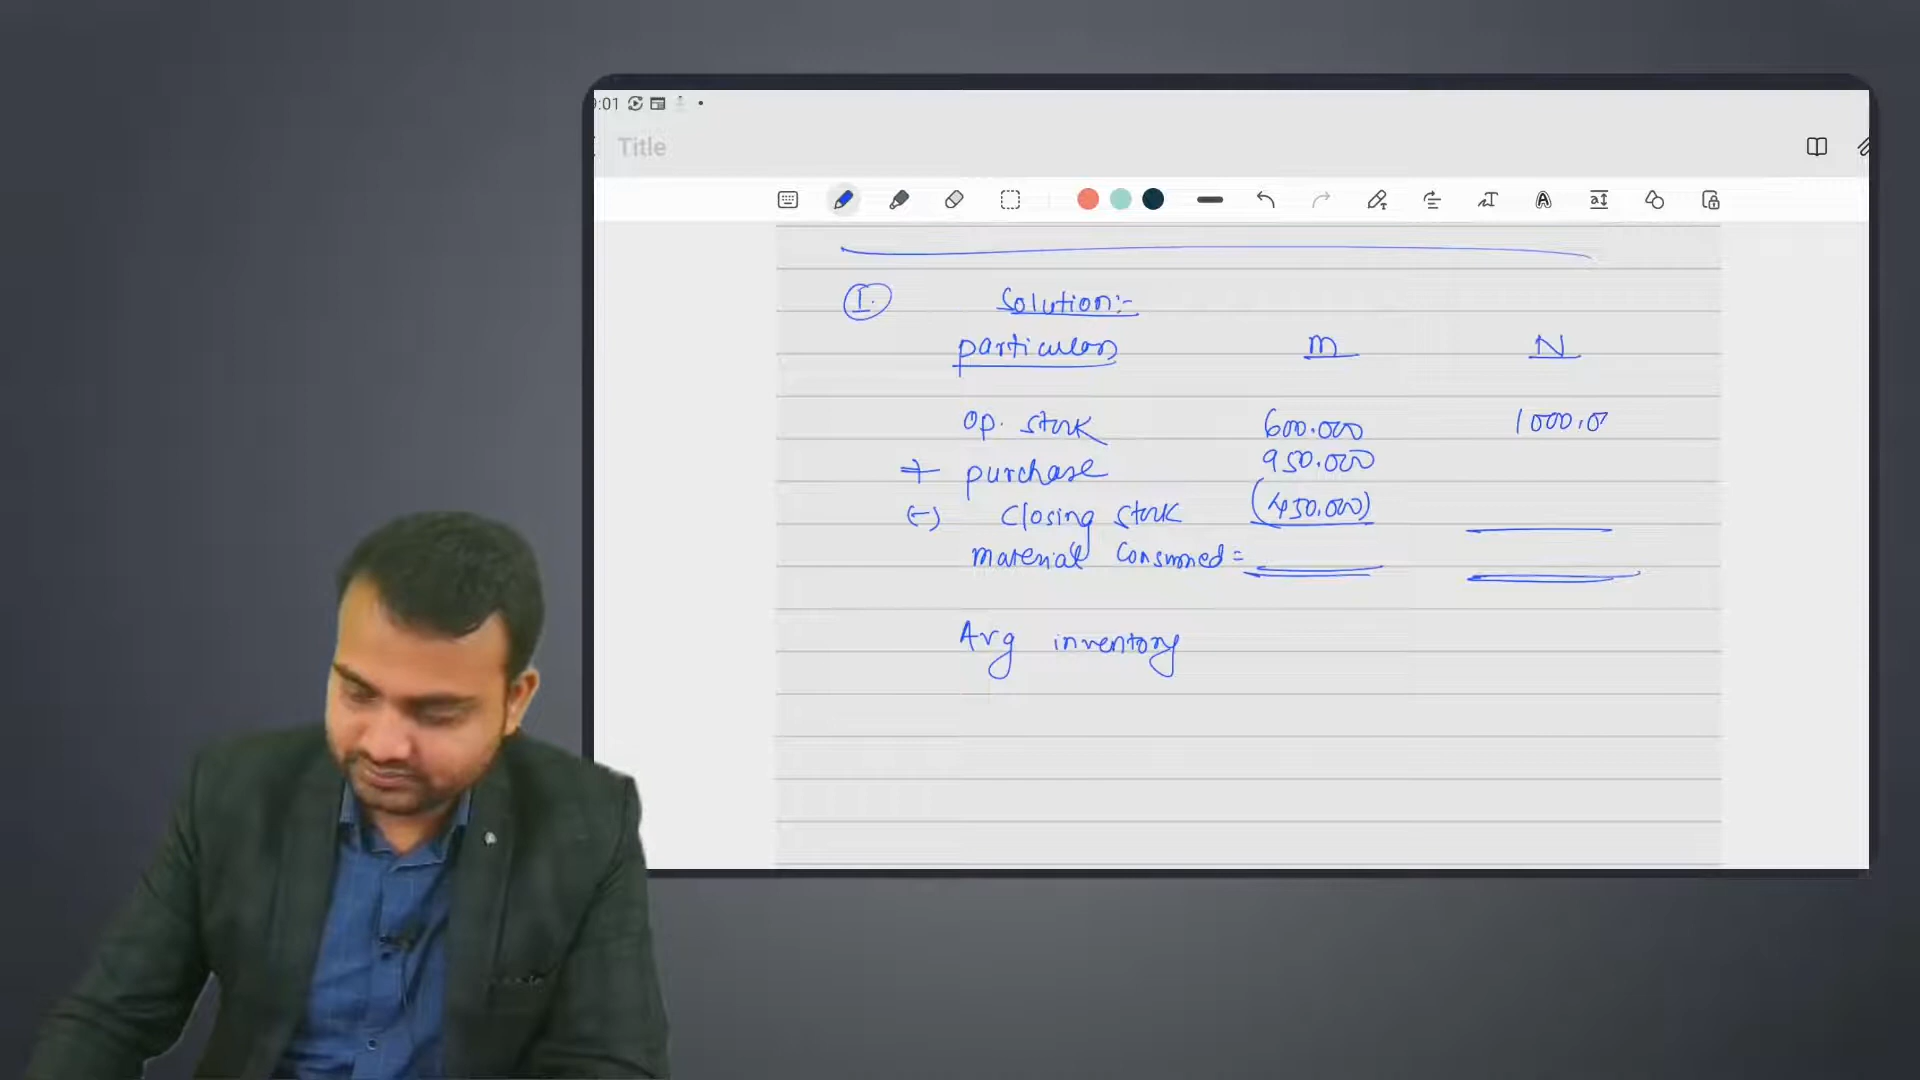 9:01
Title
I. Solution:-
particulars M N
Op. stock 600.000 1000.0
+ purchase 950.000
(-) Closing stock (450.000)
material Consumed =
Avg inventory